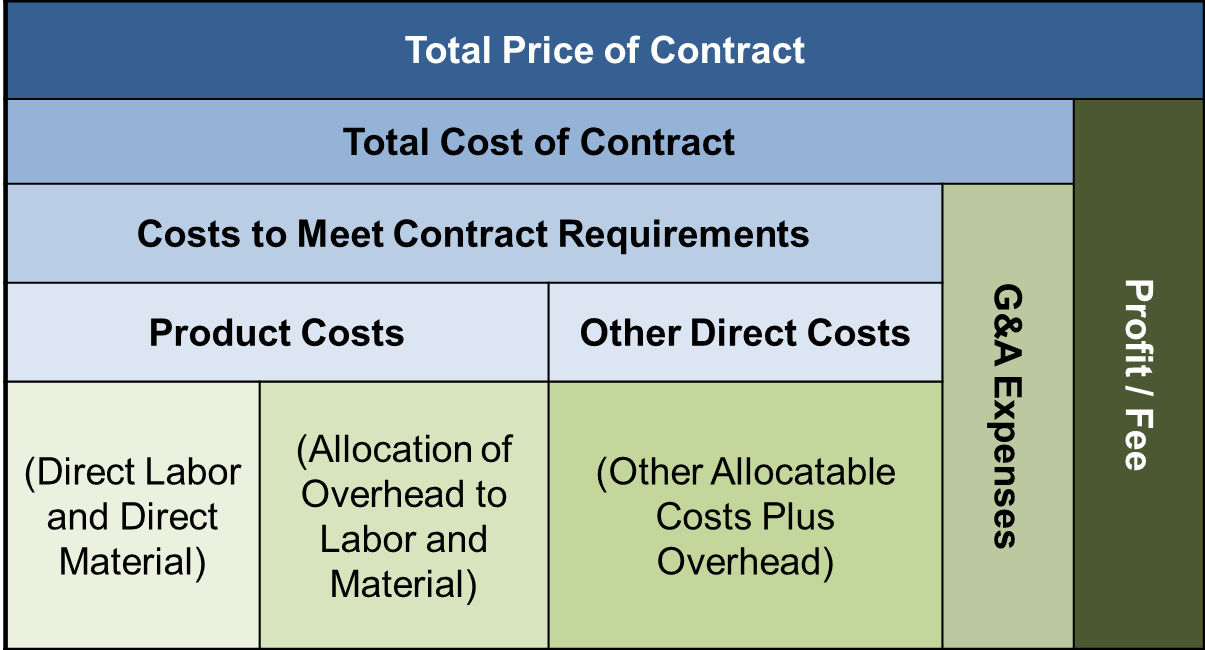 Total Price of Contract
Total Cost of Contract
Costs to Meet Contract Requirements
Product Costs
Other Direct Costs
(Direct Labor
and Direct
Material)
(Allocation of
Overhead to
Labor and
Material)
(Other Allocatable
Costs Plus
Overhead)
G&A Expenses
Profit / Fee